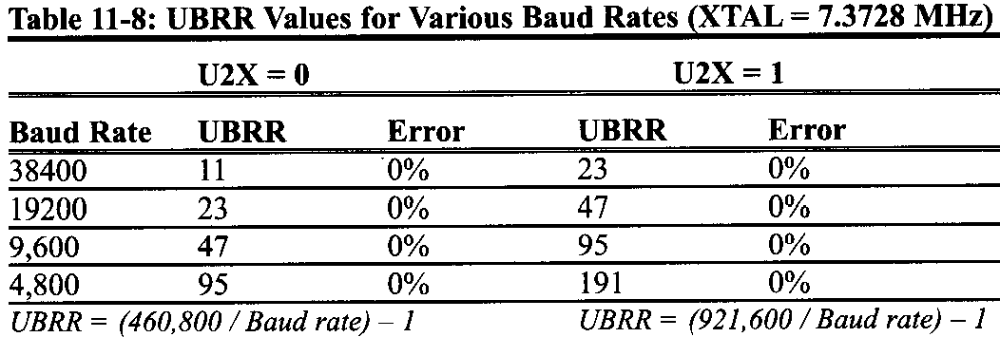 Table 11-8: UBRR Values for Various Baud Rates (XTAL = 7.3728 MHz)
U2X = 0 U2X = 1
Baud Rate UBRR Error UBRR Error
38400 11 0% 23 0%
19200 23 0% 47 0%
9,600 47 0% 95 0%
4,800 95 0% 191 0%
UBRR = (460,800 / Baud rate) – 1 UBRR = (921,600 / Baud rate) – 1